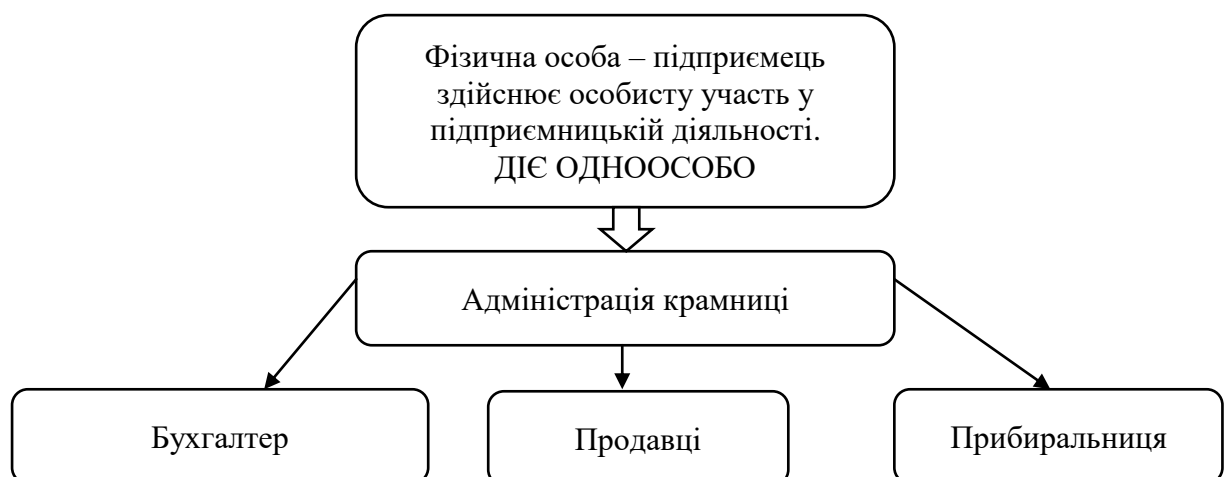 Фізична особа – підприємець
здійснює особисту участь у
підприємницькій діяльності.
ДІЄ ОДНООСОБО
Адміністрація крамниці
Бухгалтер
Продавці
Прибиральниця